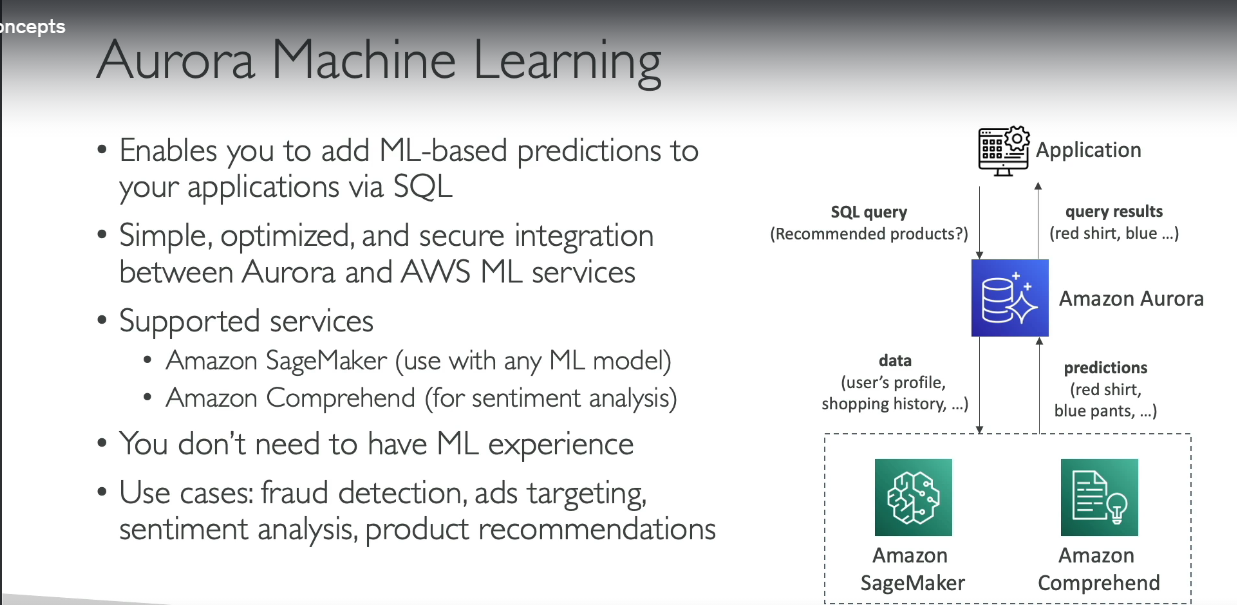 oncepts
Aurora Machine Learning
• Enables you to add ML-based predictions to
your applications via SQL
• Simple, optimized, and secure integration
between Aurora and AWS ML services
• Supported services
• Amazon SageMaker (use with any ML model)
• Amazon Comprehend (for sentiment analysis)
• You don't need to have ML experience
• Use cases: fraud detection, ads targeting,
sentiment analysis, product recommendations
Application
SQL query
(Recommended products?)
query results
(red shirt, blue ...)
Amazon Aurora
data
(user's profile,
shopping history, ...)
predictions
(red shirt,
blue pants, ...)
Amazon
SageMaker
Amazon
Comprehend